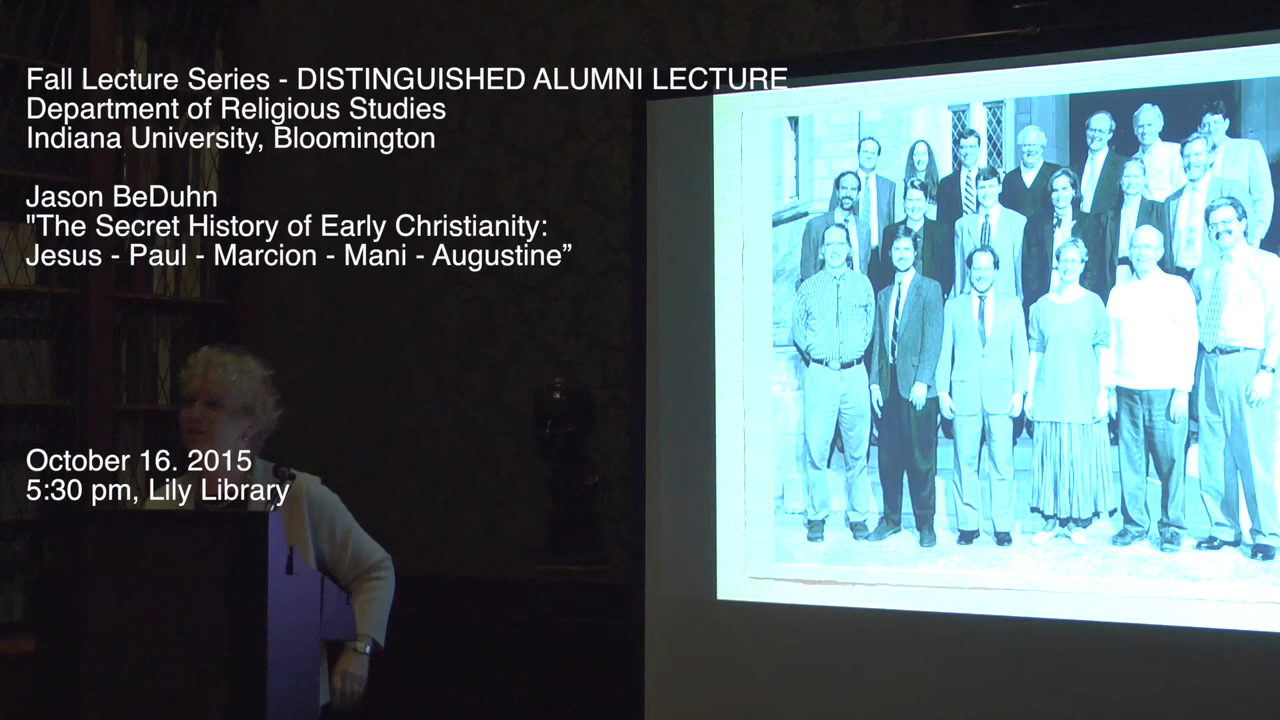 Fall Lecture Series - DISTINGUISHED ALUMNI LECTURE
Department of Religious Studies
Indiana University, Bloomington
Jason BeDuhn
"The Secret History of Early Christianity:
Jesus - Paul - Marcion - Mani - Augustine”
October 16. 2015
5:30 pm, Lily Library